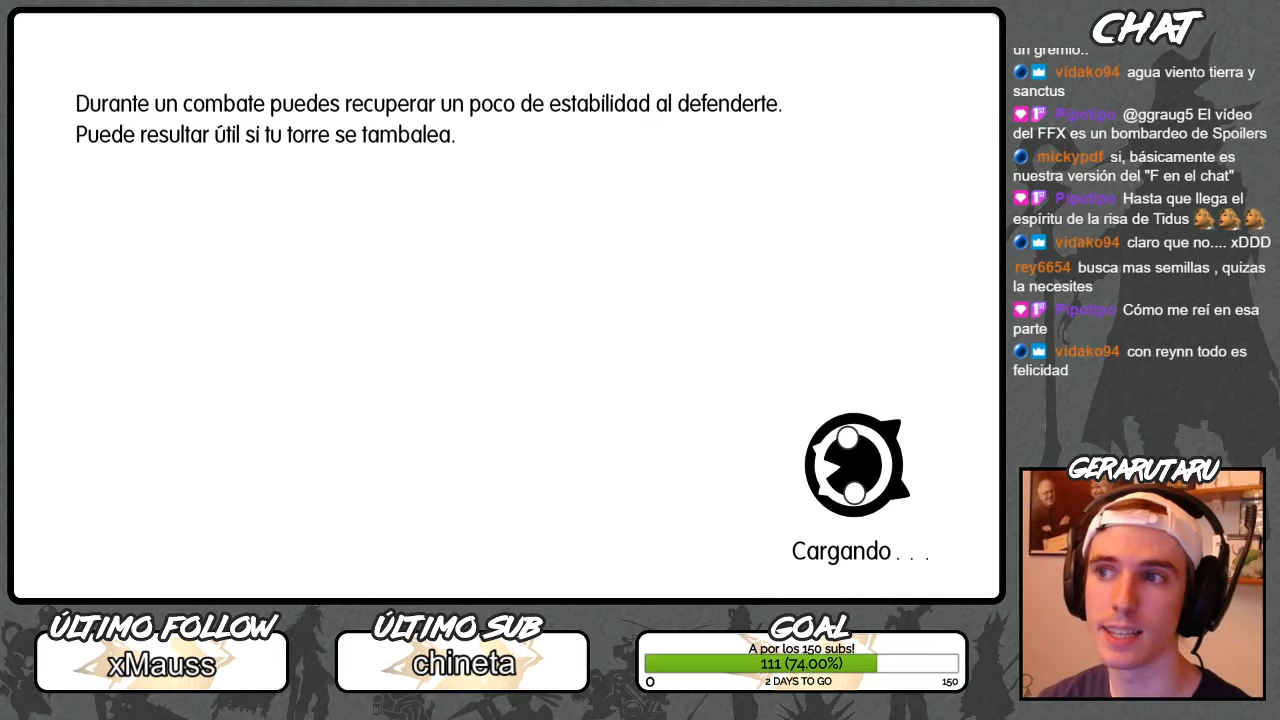 Durante un combate puedes recuperar un poco de estabilidad al defenderte.
Puede resultar útil si tu torre se tambalea.
Cargando . . .
CHAT
un gremio..
vidako94 agua viento tierra y
sanctus
Pipotipo @ggraug5 El vídeo
del FFX es un bombardeo de Spoilers
mickypdf si, básicamente es
nuestra versión del "F en el chat"
Pipotipo Hasta que llega el
espíritu de la risa de Tidus
vidako94 claro que no.... xDDD
rey6654 busca mas semillas , quizas
la necesites
Pipotipo Cómo me reí en esa
parte
vidako94 con reynn todo es
felicidad
GERARUTARU
ÚLTIMO FOLLOW
xMauss
ÚLTIMO SUB
chineta
GOAL
A por los 150 subs!
111 (74.00%)
0 2 DAYS TO GO 150